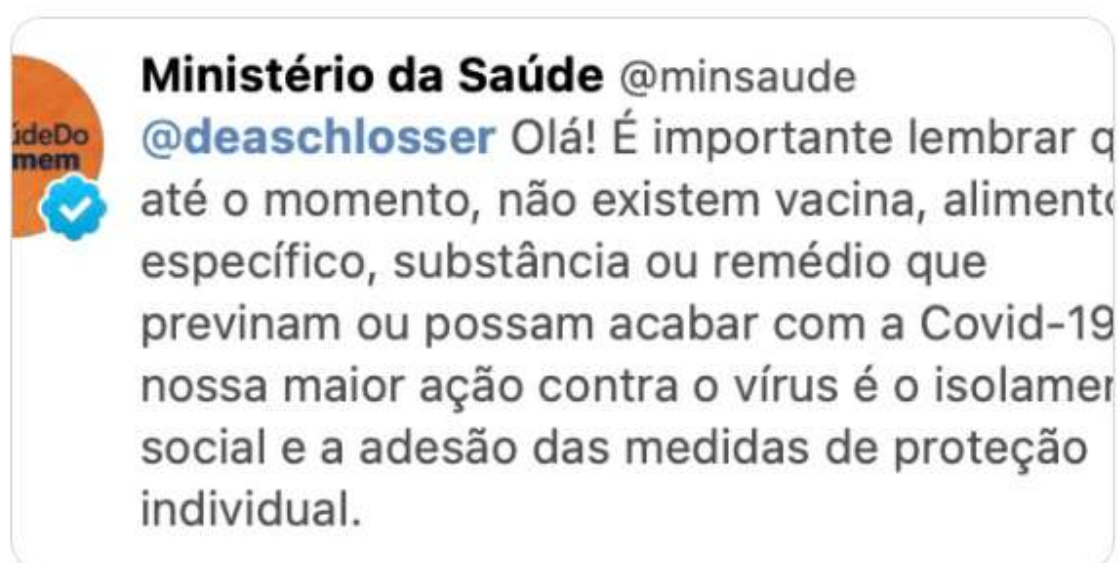 Ministério da Saúde @minsaude
@deaschlosser Olá! É importante lembrar
até o momento, não existem vacina,
específico, substância ou remédio que
previnam ou possam acabar com a Covid-19
nossa maior ação contra o vírus é o
social e a adesão das medidas de proteção
individual.